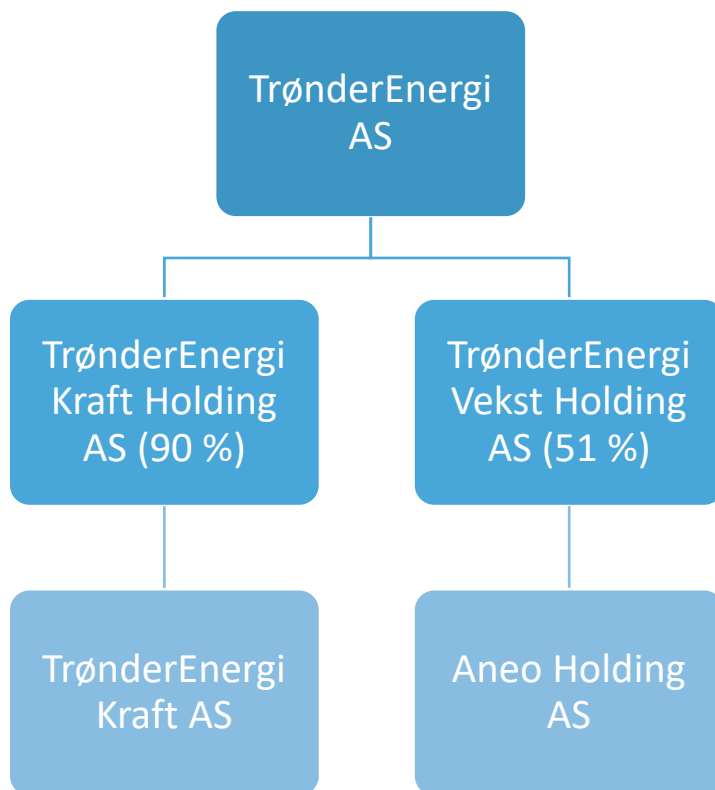 TrønderEnergi
AS
TrønderEnergi
Kraft Holding
AS (90 %)
TrønderEnergi
Vekst Holding
AS (51 %)
TrønderEnergi
Kraft AS
Aneo Holding
AS